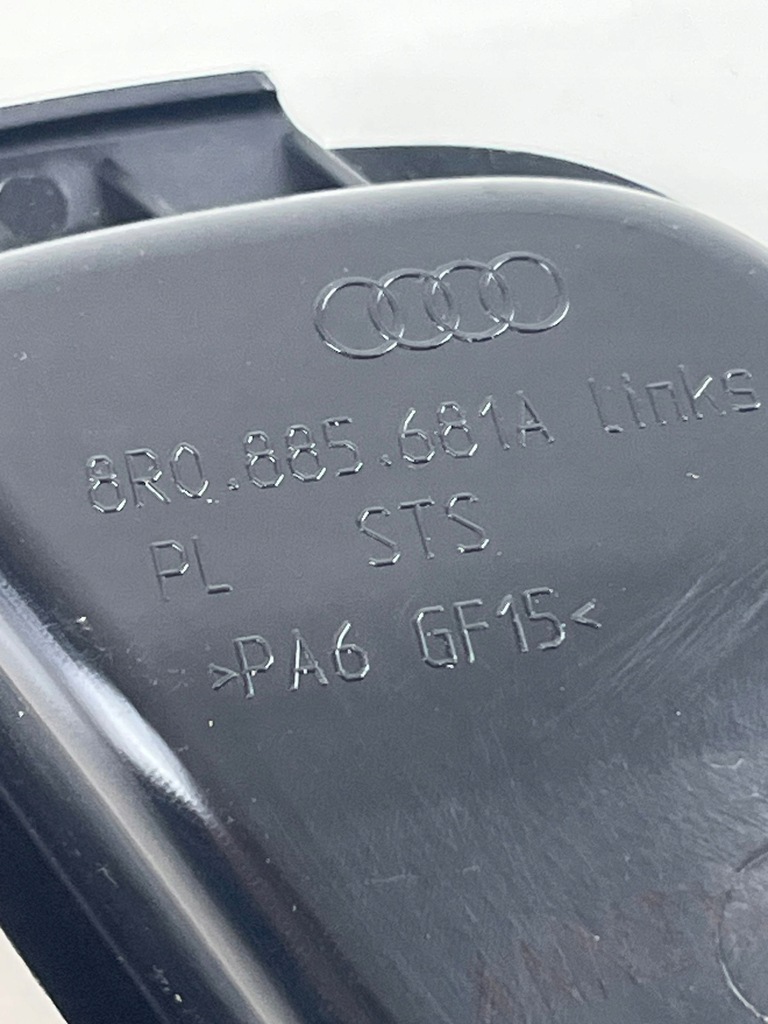 8R0.885.681A links
PL STS
>PA6 GF15<